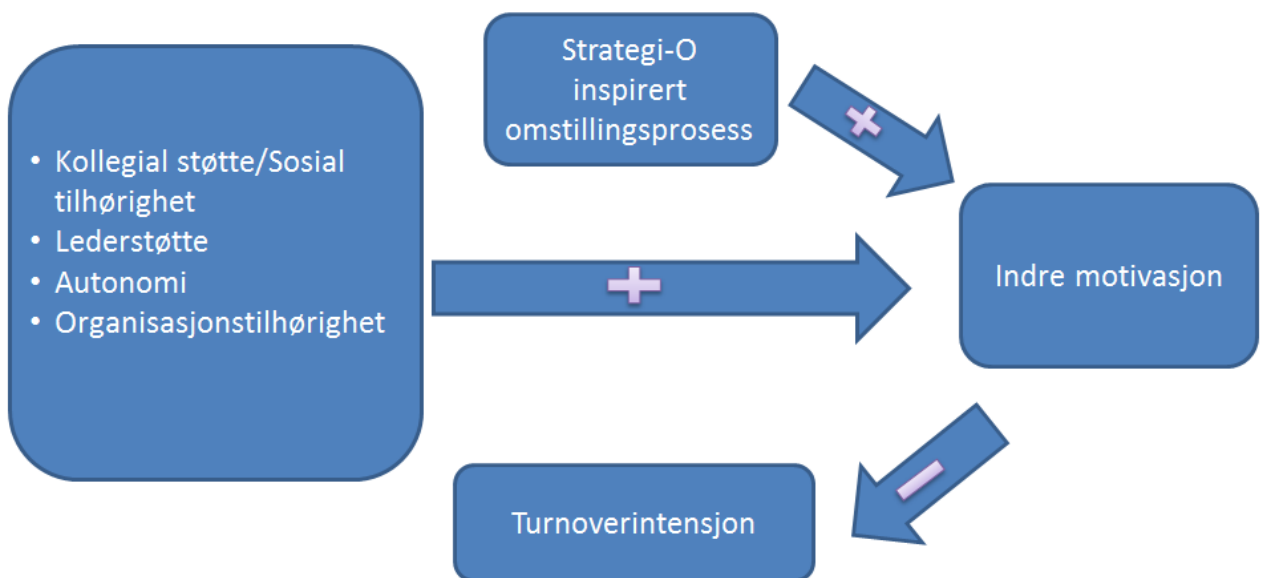 Strategi-O
inspirert
omstillingsprosess
• Kollegial støtte/Sosial
tilhørighet
• Lederstøtte
• Autonomi
• Organisasjonstilhørighet
Indre motivasjon
Turnoverintensjon